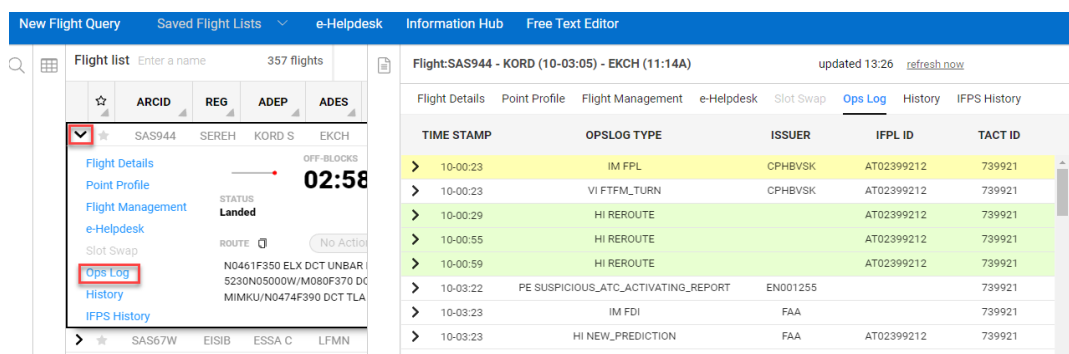 New Flight Query Saved Flight Lists e-Helpdesk Information Hub Free Text Editor
Flight list Enter a name 357 flights
ARCID REG ADEP ADES
SAS944 SEREH KORD S EKCH
Flight Details
Point Profile
Flight Management
e-Helpdesk
Slot Swap
Ops Log
History
IFPS History
OFF-BLOCKS
02:58
STATUS
Landed
ROUTE No Actio
N0461F350 ELX DCT UNBAR
5230N05000W/M080F370 DC
MIMKU/N0474F390 DCT TLA
SAS67W EISIB ESSA C LFMN
Flight:SAS944 - KORD (10-03:05) - EKCH (11:14A) updated 13:26 refresh now
Flight Details Point Profile Flight Management e-Helpdesk Slot Swap Ops Log History IFPS History
TIME STAMP OPSLOG TYPE ISSUER IFPL ID TACT ID
10-00:23 IM FPL CPHBVSK AT02399212 739921
10-00:23 VI FTFM_TURN CPHBVSK AT02399212 739921
10-00:29 HI REROUTE AT02399212 739921
10-00:55 HI REROUTE AT02399212 739921
10-00:59 HI REROUTE AT02399212 739921
10-03:22 PE SUSPICIOUS_ATC_ACTIVATING_REPORT EN001255 739921
10-03:23 IM FDI FAA 739921
10-03:23 HI NEW_PREDICTION FAA AT02399212 739921